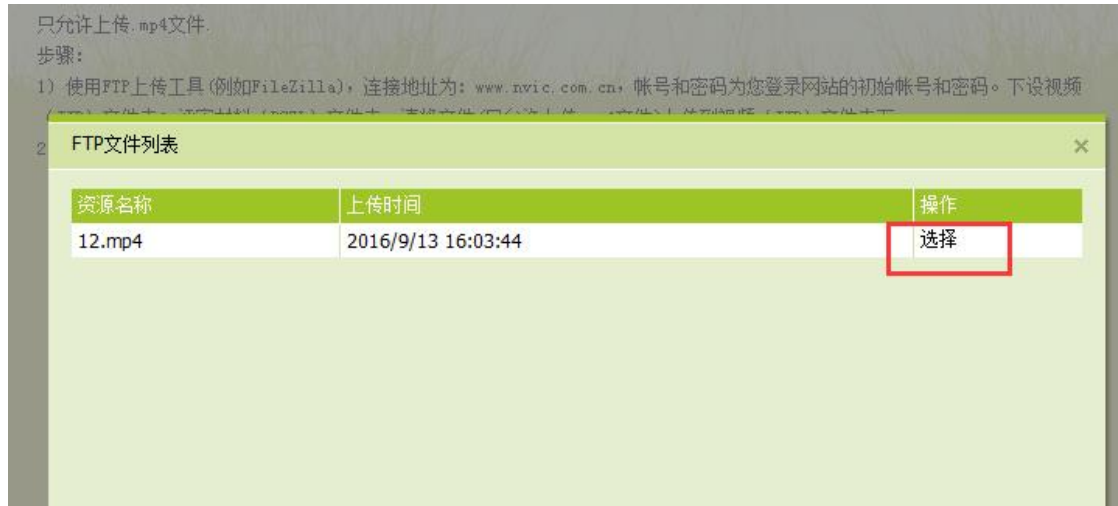 只允许上传.mp4文件.
步骤:
1) 使用FTP上传工具(例如FileZilla),连接地址为: www.nvic.com.cn,帐号和密码为您登录网站的初始帐号和密码。下设视频
2
FTP文件列表
×
资源名称 上传时间 操作
12.mp4 2016/9/13 16:03:44 选择